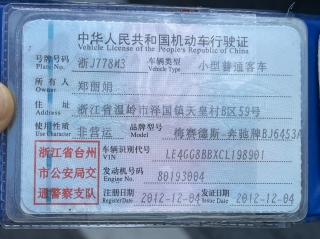 中华人民共和国机动车行驶证
Vehicle License of the People's Republic of China
号牌号码 Plate No. 浙J778M3 车辆类型 Vehicle Type 小型普通客车
所有人 Owner 郑丽娟
住址 Address 浙江省温岭市泽国镇天皇村B区59号
使用性质 Use Character 非营运 品牌型号 Model 梅赛德斯-奔驰牌BJ6453A
浙江省台州
市公安局交
通警察支队
车辆识别代号 VIN LE4GG8BBXCL198901
发动机号码 Engine No. 80193004
注册日期 Register Date 2012-12-04 发证日期 Issue Date 2012-12-04